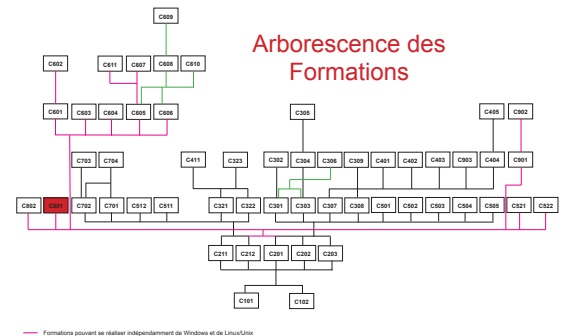 C609
Arborescence des
Formations
C602
C611
C607
C608
C610
C601
C603
C604
C605
C606
C305
C405
C902
C703
C704
C411
C323
C302
C304
C306
C309
C401
C402
C403
C903
C404
C901
C802
C801
C702
C701
C512
C511
C321
C322
C301
C303
C307
C308
C501
C502
C503
C504
C505
C521
C522
C211
C212
C201
C202
C203
C101
C102
Formations pouvant se réaliser indépendamment de Windows et de Linux/Unix